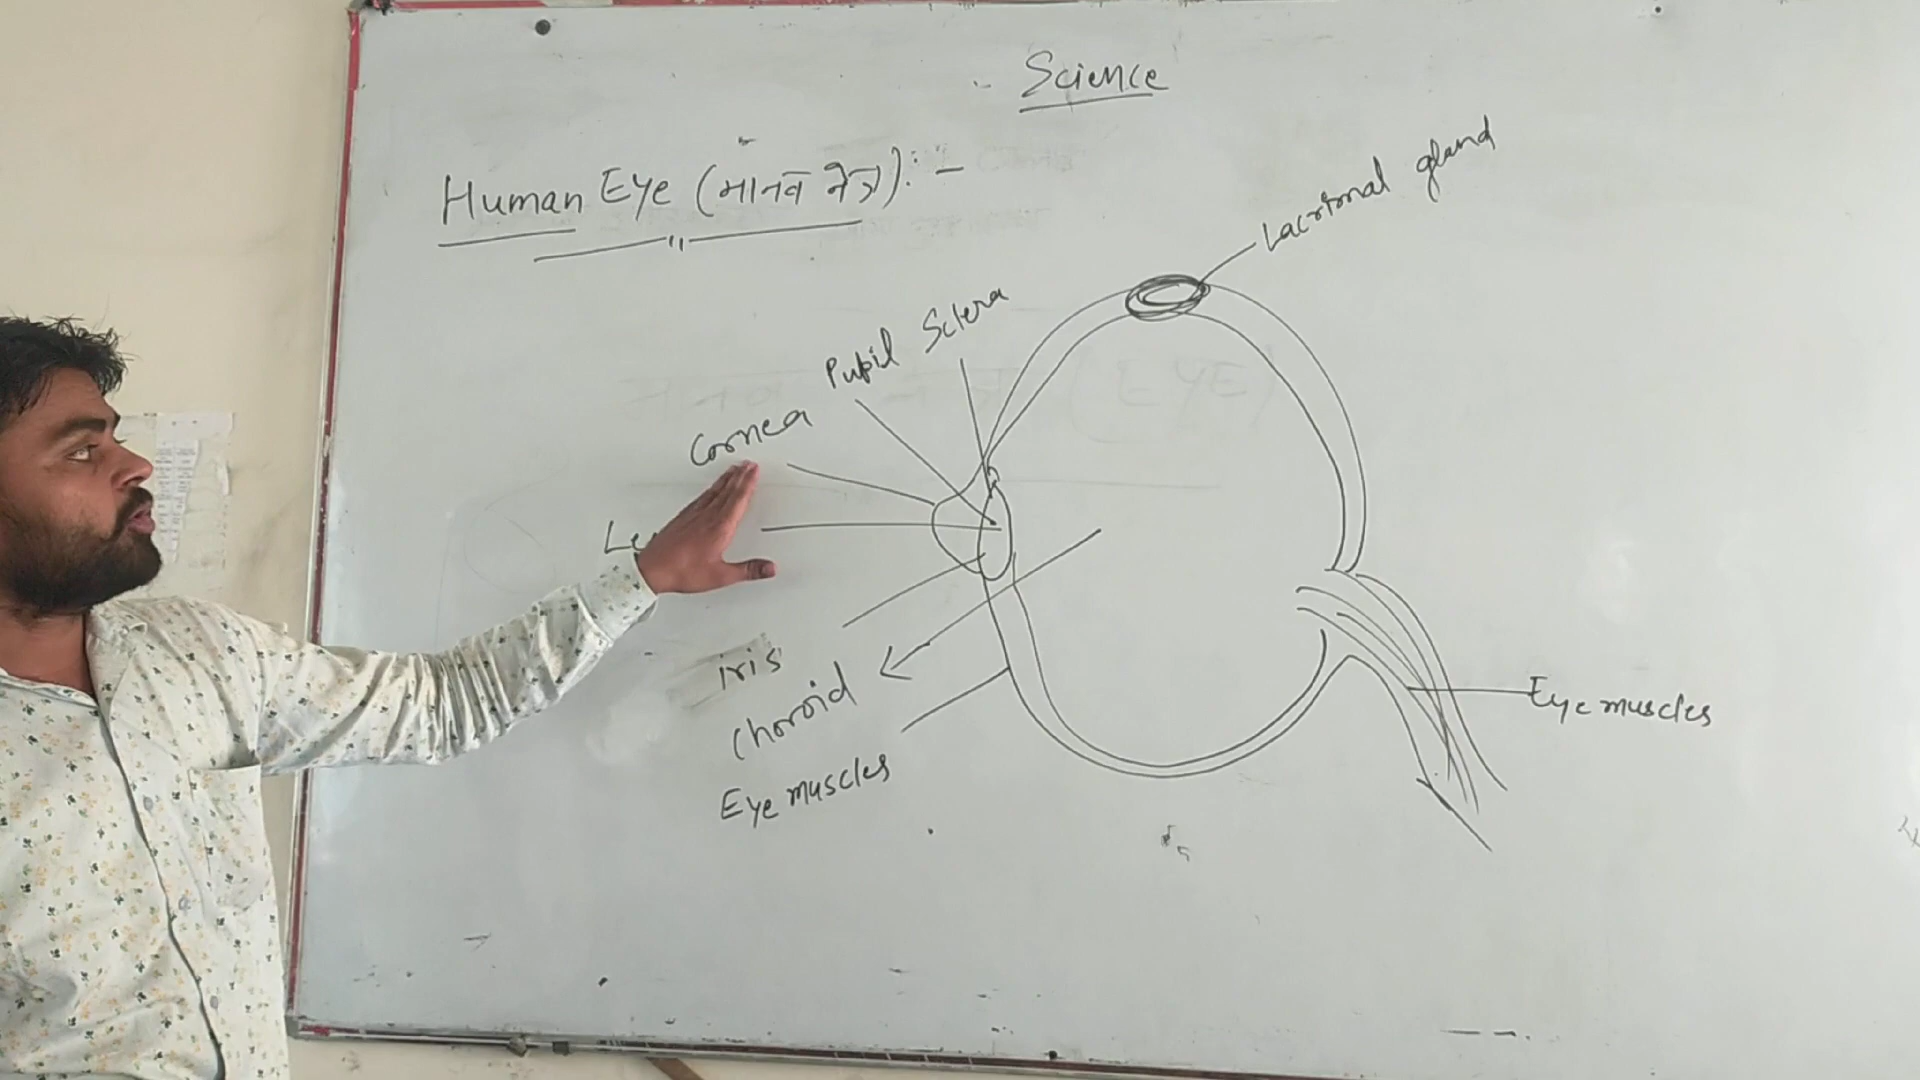 Science
Human Eye (मानव नेत्र) : -
Lacrimal gland
Sclera
Pupil
Cornea
iris
Choroid
Eye muscles
Eye muscles